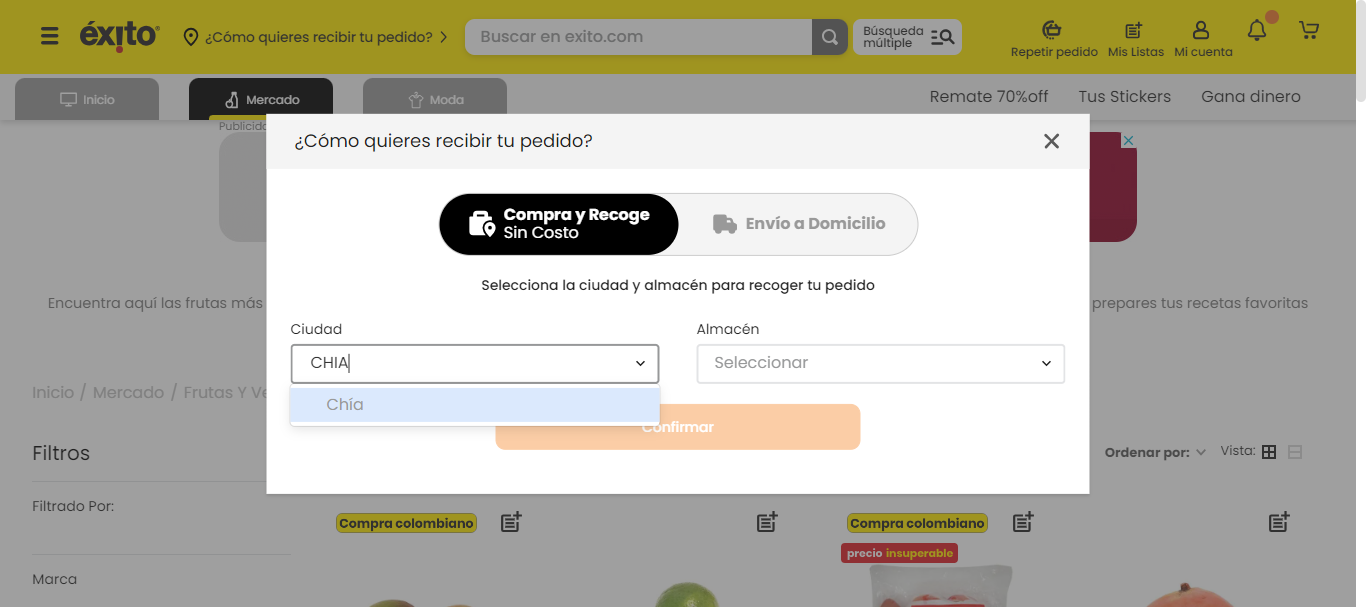 éxito
¿Cómo quieres recibir tu pedido?
Buscar en exito.com
Búsqueda
múltiple
Repetir pedido
Mis Listas
Mi cuenta
Inicio
Mercado
Moda
Remate 70%off
Tus Stickers
Gana dinero
¿Cómo quieres recibir tu pedido?
Compra y Recoge
Sin Costo
Envío a Domicilio
Selecciona la ciudad y almacén para recoger tu pedido
Encuentra aquí las frutas más
prepares tus recetas favoritas
Ciudad
Almacén
CHIA
Seleccionar
Chía
Confirmar
Inicio / Mercado / Frutas Y
Filtros
Ordenar por:
Vista:
Filtrado Por:
Compra colombiano
Compra colombiano
precio insuperable
Marca